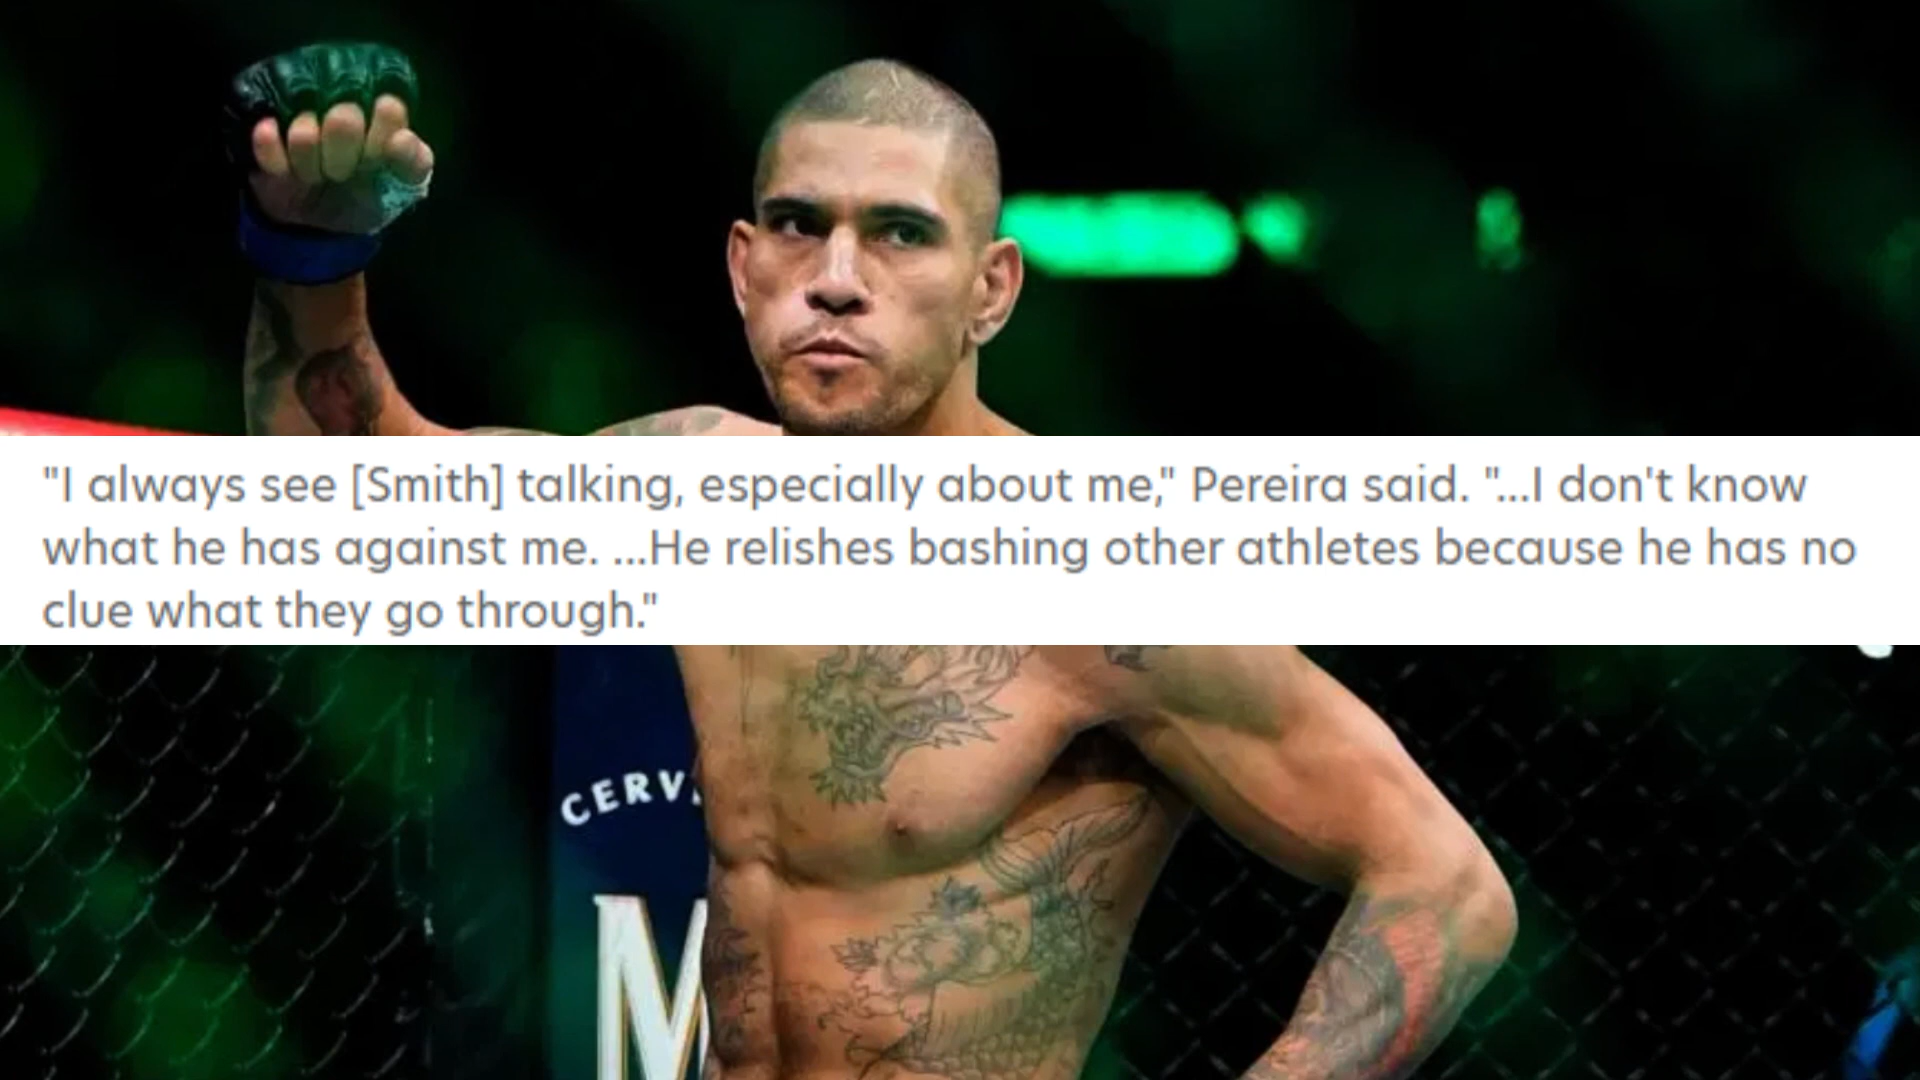 "I always see [Smith] talking, especially about me," Pereira said. "...I don't know
what he has against me. ...He relishes bashing other athletes because he has no
clue what they go through."
CERV
M